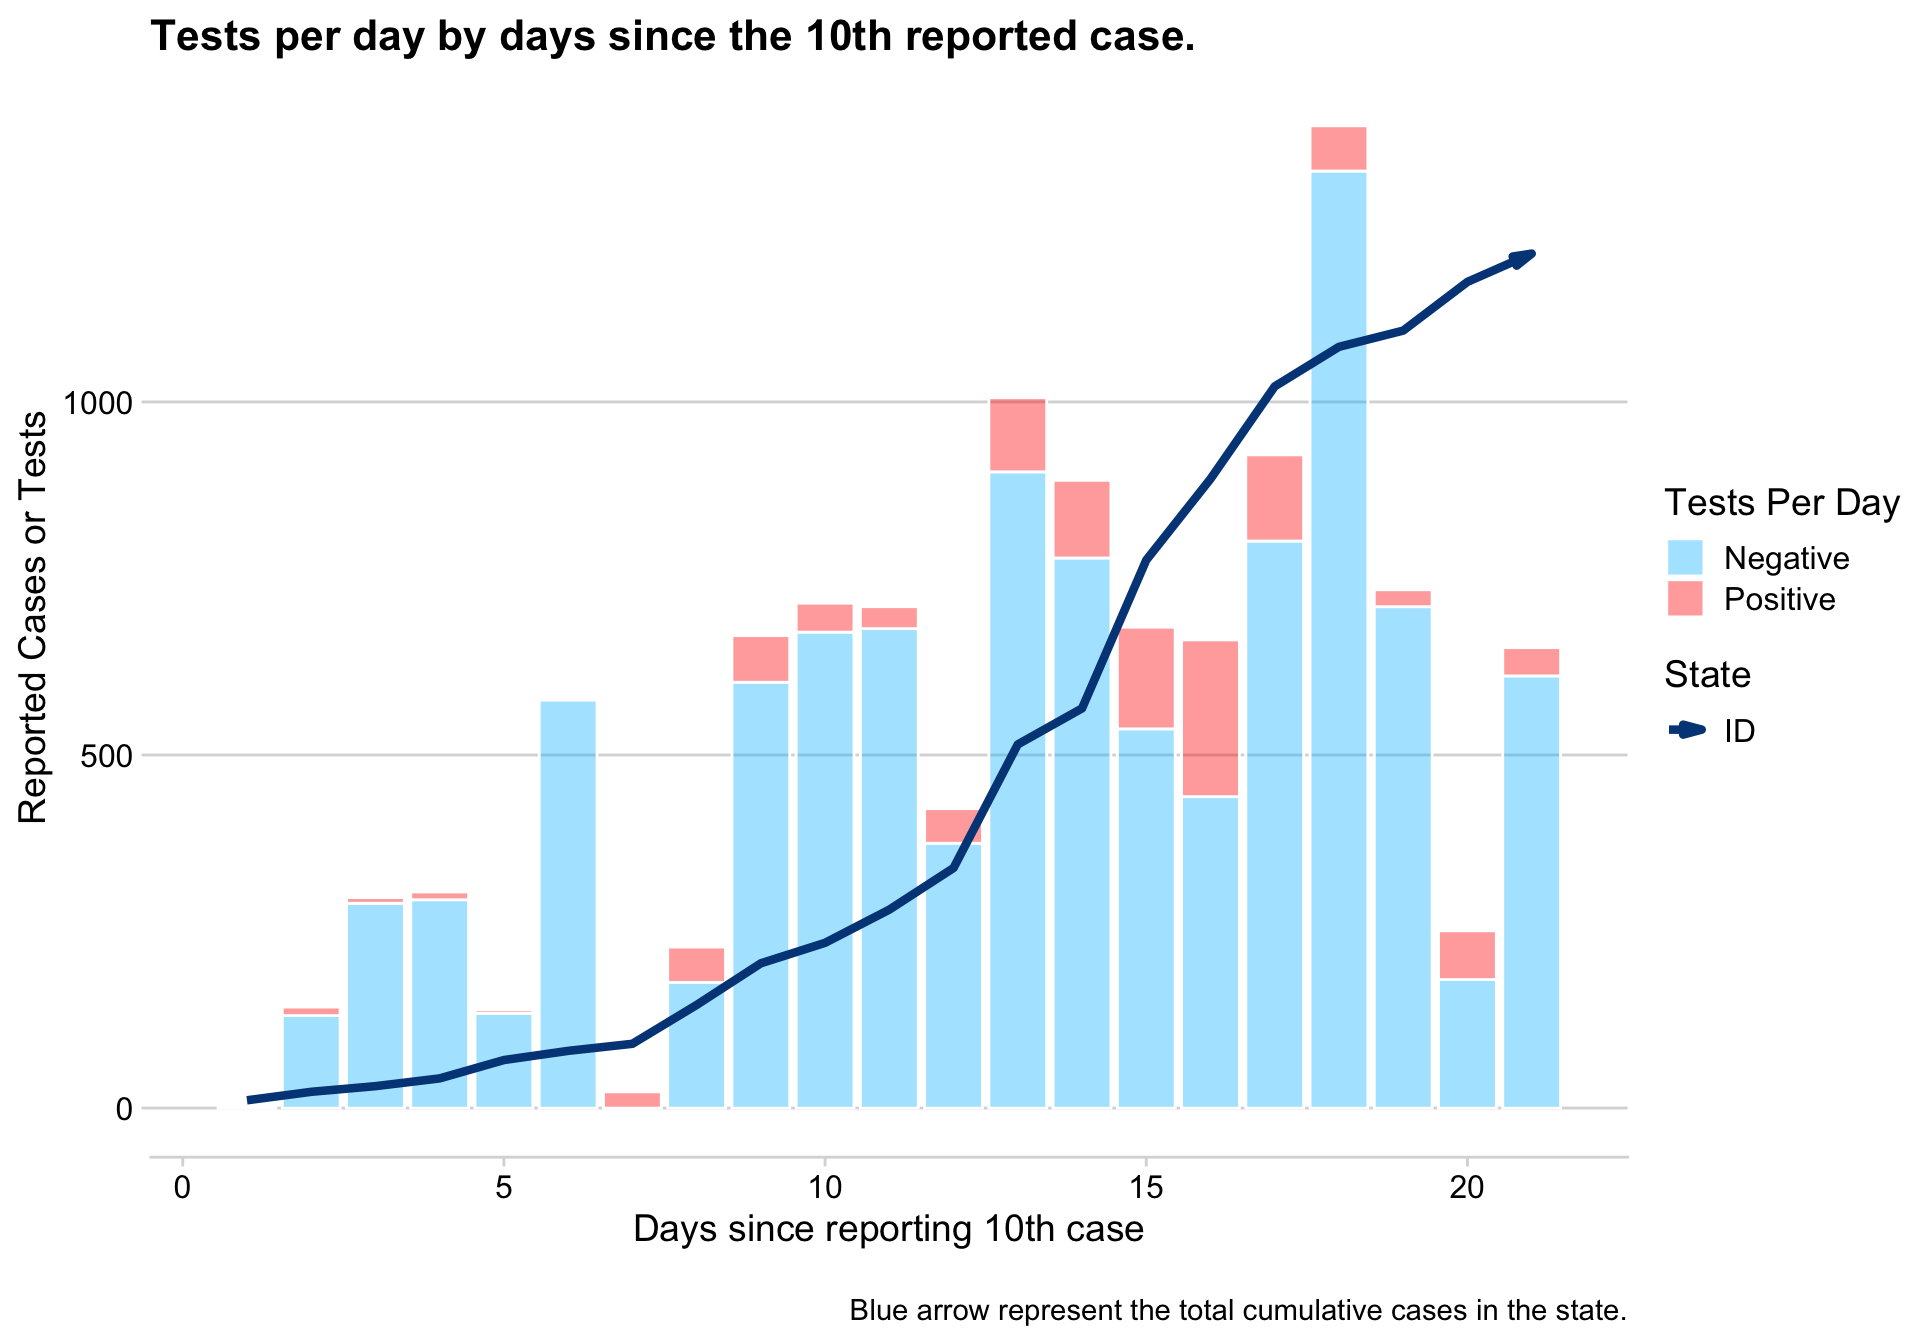 Tests per day by days since the 10th reported case.
Reported Cases or Tests
1000
500
0
0 5 10 15 20
Days since reporting 10th case
Tests Per Day
Negative
Positive
State
ID
Blue arrow represent the total cumulative cases in the state.